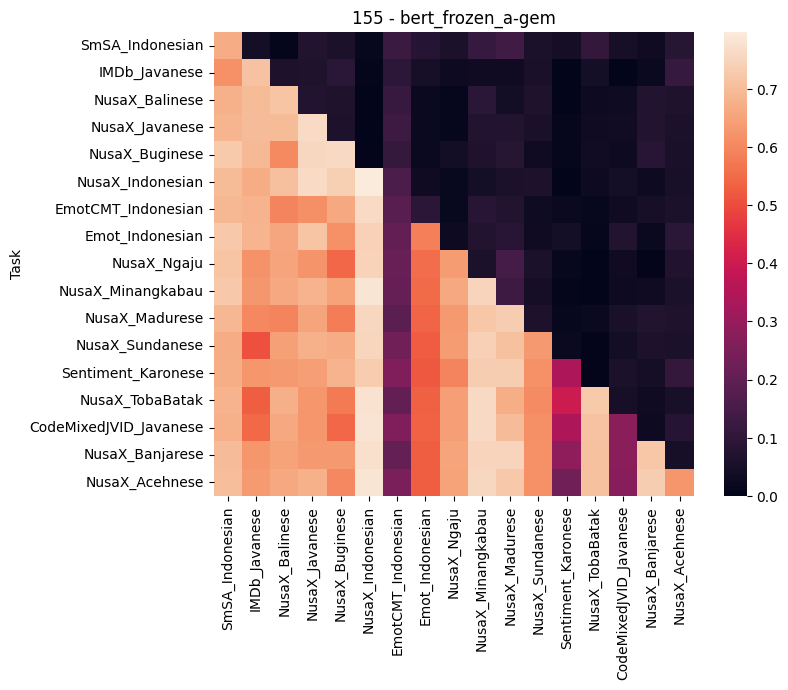 155 - bert_frozen_a-gem
Task
SmSA_Indonesian
IMDb_Javanese
NusaX_Balinese
NusaX_Javanese
NusaX_Buginese
NusaX_Indonesian
EmotCMT_Indonesian
Emot_Indonesian
NusaX_Ngaju
NusaX_Minangkabau
NusaX_Madurese
NusaX_Sundanese
Sentiment_Karonese
NusaX_TobaBatak
CodeMixedJVID_Javanese
NusaX_Banjarese
NusaX_Acehnese
SmSA_Indonesian
IMDb_Javanese
NusaX_Balinese
NusaX_Javanese
NusaX_Buginese
NusaX_Indonesian
EmotCMT_Indonesian
Emot_Indonesian
NusaX_Ngaju
NusaX_Minangkabau
NusaX_Madurese
NusaX_Sundanese
Sentiment_Karonese
NusaX_TobaBatak
CodeMixedJVID_Javanese
NusaX_Banjarese
NusaX_Acehnese
0.7
0.6
0.5
0.4
0.3
0.2
0.1
0.0